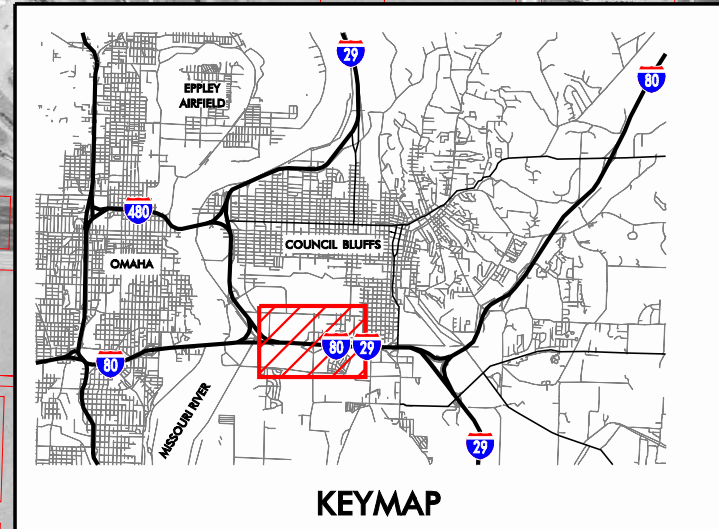 29
80
EPPLEY
AIRFIELD
480
COUNCIL BLUFFS
OMAHA
80
29
80
MISSOURI RIVER
29
KEYMAP